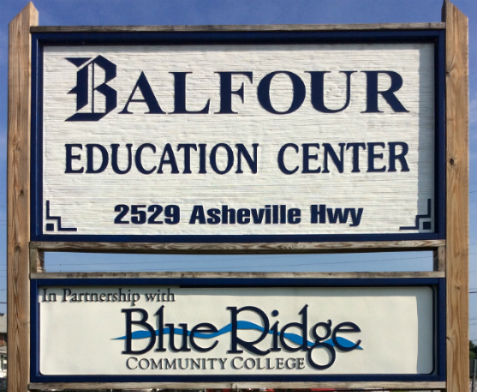 BALFOUR
EDUCATION CENTER
2529 Asheville Hwy
In Partnership with
Blue Ridge
COMMUNITY COLLEGE